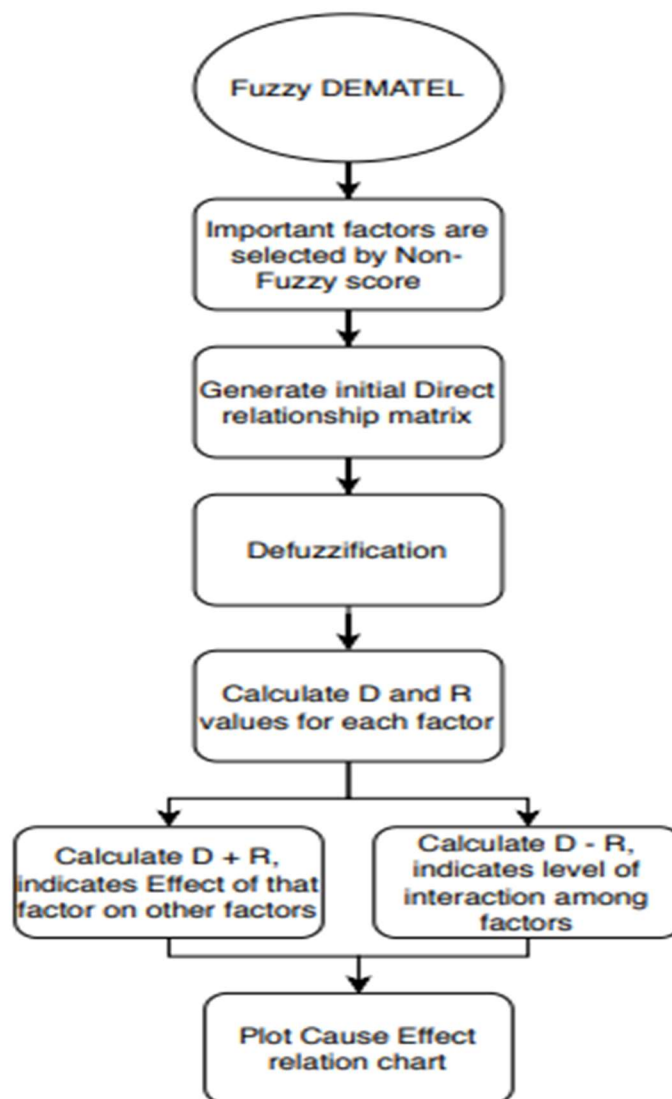 Fuzzy DEMATEL
Important factors are
selected by Non-
Fuzzy score
Generate initial Direct
relationship matrix
Defuzzification
Calculate D and R
values for each factor
Calculate D + R,
indicates Effect of that
factor on other factors
Calculate D - R,
indicates level of
interaction among
factors
Plot Cause Effect
relation chart